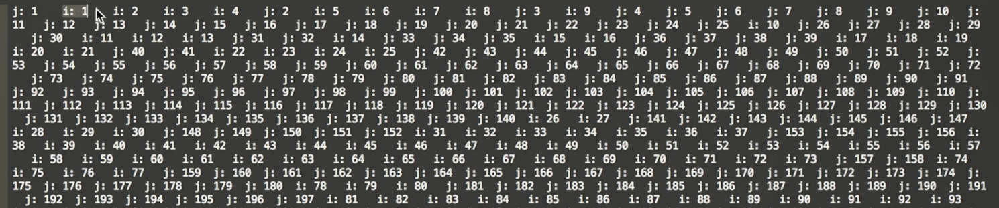 j: 1 i: 1 i: 2 i: 3 i: 4 j: 2 i: 5 i: 6 i: 7 i: 8 j: 3 i: 9 j: 4 j: 5 j: 6 j: 7 j: 8 j: 9 j: 10 j:
11 j: 12 j: 13 j: 14 j: 15 j: 16 j: 17 j: 18 j: 19 j: 20 j: 21 j: 22 j: 23 j: 24 j: 25 i: 10 j: 26 j: 27 j: 28 j: 29
j: 30 i: 11 i: 12 i: 13 j: 31 j: 32 i: 14 j: 33 j: 34 j: 35 i: 15 i: 16 j: 36 j: 37 j: 38 j: 39 i: 17 i: 18 i: 19
i: 20 i: 21 j: 40 j: 41 i: 22 i: 23 i: 24 i: 25 j: 42 j: 43 j: 44 j: 45 j: 46 j: 47 j: 48 j: 49 j: 50 j: 51 j: 52 j:
53 j: 54 j: 55 j: 56 j: 57 j: 58 j: 59 j: 60 j: 61 j: 62 j: 63 j: 64 j: 65 j: 66 j: 67 j: 68 j: 69 j: 70 j: 71 j: 72
j: 73 j: 74 j: 75 j: 76 j: 77 j: 78 j: 79 j: 80 j: 81 j: 82 j: 83 j: 84 j: 85 j: 86 j: 87 j: 88 j: 89 j: 90 j: 91
j: 92 j: 93 j: 94 j: 95 j: 96 j: 97 j: 98 j: 99 j: 100 j: 101 j: 102 j: 103 j: 104 j: 105 j: 106 j: 107 j: 108 j: 109 j: 110 j:
111 j: 112 j: 113 j: 114 j: 115 j: 116 j: 117 j: 118 j: 119 j: 120 j: 121 j: 122 j: 123 j: 124 j: 125 j: 126 j: 127 j: 128 j: 129 j: 130
j: 131 j: 132 j: 133 j: 134 j: 135 j: 136 j: 137 j: 138 j: 139 j: 140 i: 26 i: 27 j: 141 j: 142 j: 143 j: 144 j: 145 j: 146 j: 147
i: 28 i: 29 i: 30 j: 148 j: 149 j: 150 j: 151 j: 152 i: 31 i: 32 i: 33 i: 34 i: 35 i: 36 i: 37 j: 153 j: 154 j: 155 j: 156 i:
38 i: 39 i: 40 i: 41 i: 42 i: 43 i: 44 i: 45 i: 46 i: 47 i: 48 i: 49 i: 50 i: 51 i: 52 i: 53 i: 54 i: 55 i: 56 i: 57
i: 58 i: 59 i: 60 i: 61 i: 62 i: 63 i: 64 i: 65 i: 66 i: 67 i: 68 i: 69 i: 70 i: 71 i: 72 i: 73 j: 157 j: 158 i: 74
i: 75 i: 76 i: 77 j: 159 j: 160 j: 161 j: 162 j: 163 j: 164 j: 165 j: 166 j: 167 j: 168 j: 169 j: 170 j: 171 j: 172 j: 173 j: 174 j:
175 j: 176 j: 177 j: 178 j: 179 j: 180 i: 78 i: 79 i: 80 j: 181 j: 182 j: 183 j: 184 j: 185 j: 186 j: 187 j: 188 j: 189 j: 190 j: 191
j: 192 j: 193 j: 194 j: 195 j: 196 j: 197 i: 81 i: 82 i: 83 i: 84 i: 85 i: 86 i: 87 i: 88 i: 89 i: 90 i: 91 i: 92 i: 93